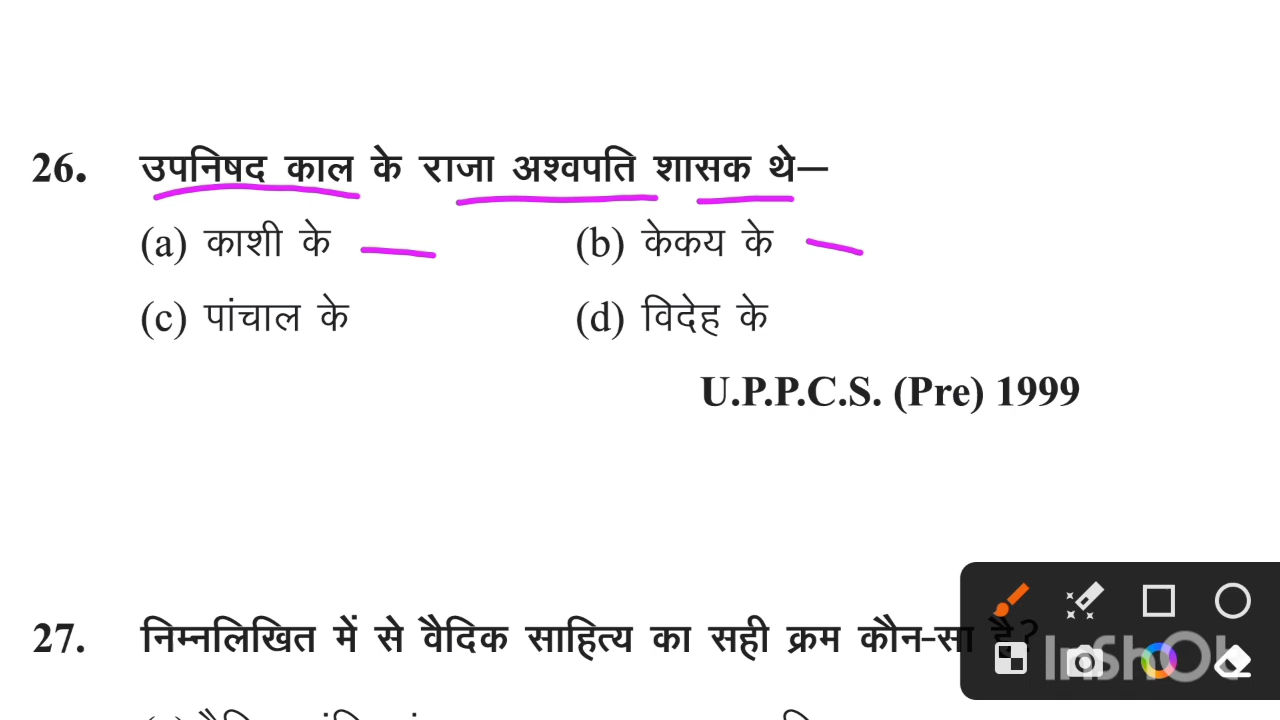 26. उपनिषद काल के राजा अश्वपति शासक थे—
(a) काशी के (b) केकय के
(c) पांचाल के (d) विदेह के
U.P.P.C.S. (Pre) 1999
27. निम्नलिखित में से वैदिक साहित्य का सही क्रम कौन-सा है?
InShOt